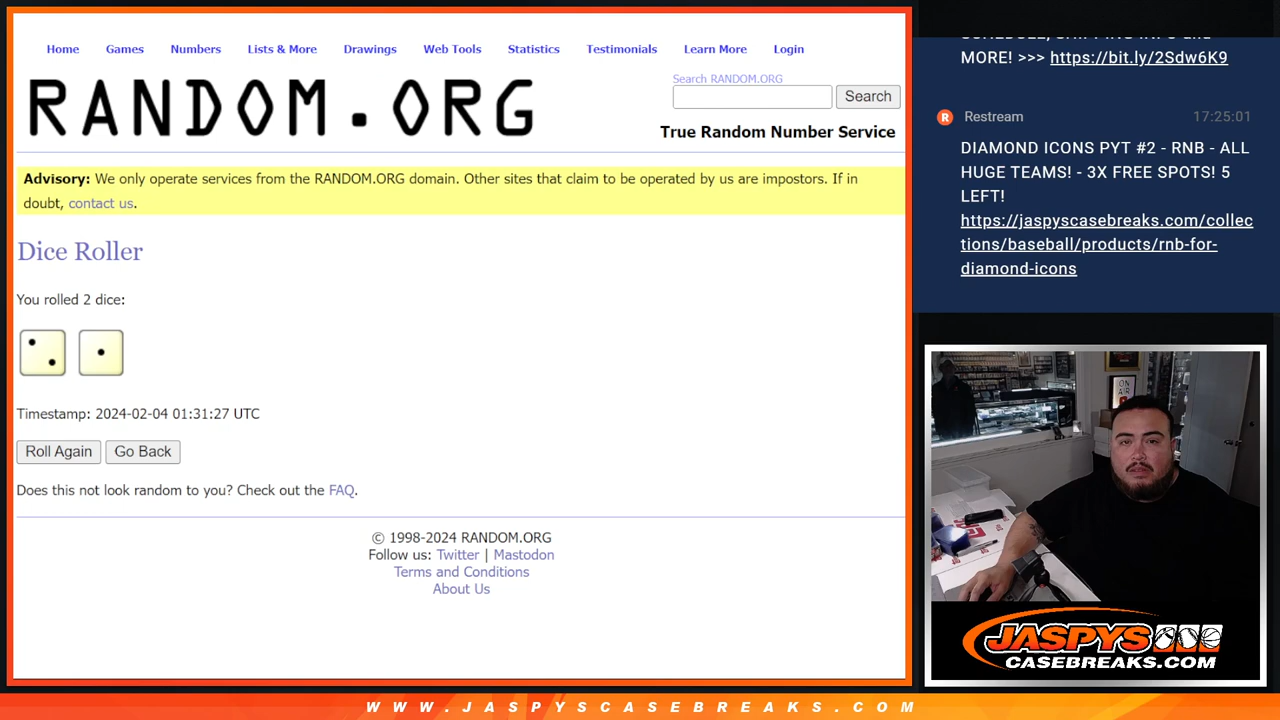 Home Games Numbers Lists & More Drawings Web Tools Statistics Testimonials Learn More Login
RANDOM.ORG
Search RANDOM.ORG
Search
True Random Number Service
Advisory: We only operate services from the RANDOM.ORG domain. Other sites that claim to be operated by us are impostors. If in
doubt, contact us.
Dice Roller
You rolled 2 dice:
Timestamp: 2024-02-04 01:31:27 UTC
Roll Again Go Back
Does this not look random to you? Check out the FAQ.
© 1998-2024 RANDOM.ORG
Follow us: Twitter | Mastodon
Terms and Conditions
About Us
MORE! >>> https://bit.ly/2Sdw6K9
R Restream 17:25:01
DIAMOND ICONS PYT #2 - RNB - ALL
HUGE TEAMS! - 3X FREE SPOTS! 5
LEFT!
https://jaspyscasebreaks.com/collec
tions/baseball/products/rnb-for-
diamond-icons
ON
AIR
JASPYS
CASEBREAKS.COM
WWW.JASPYSCASEBREAKS.COM